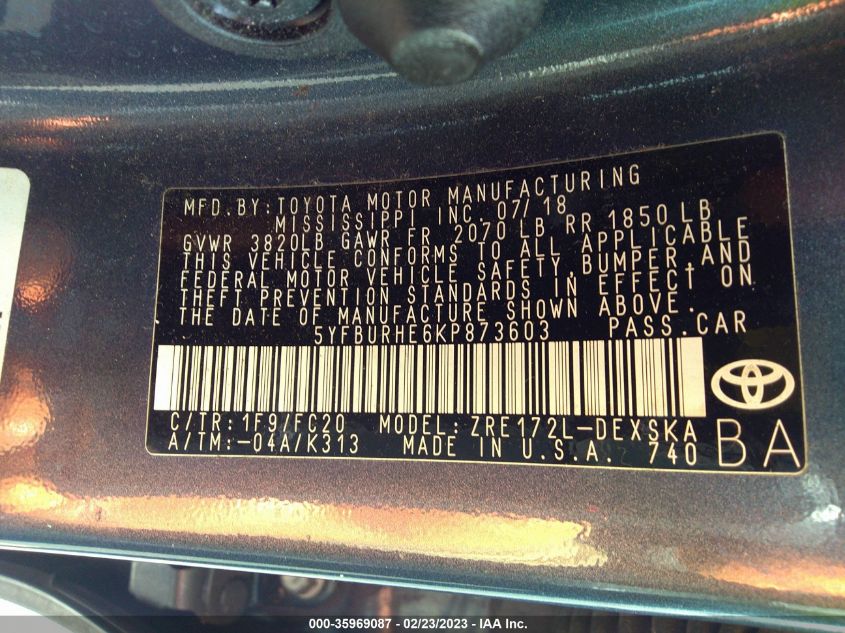 MFD.BY:TOYOTA MOTOR MANUFACTURING
MISSISSIPPI INC. 07/18
GVWR 3820LB GAWR FR 2070 LB RR 1850 LB
THIS VEHICLE CONFORMS TO ALL APPLICABLE
FEDERAL MOTOR VEHICLE SAFETY,BUMPER,AND
THEFT PREVENTION STANDARDS IN EFFECT ON
THE DATE OF MANUFACTURE SHOWN ABOVE.
5YFBURHE6KP873603 PASS.CAR
C/TR:1F9/FC20 MODEL:ZRE172L-DEXSKA
A/TM:-04A/K313 MADE IN U.S.A. 740
BA
000-35969087 - 02/23/2023 - IAA Inc.